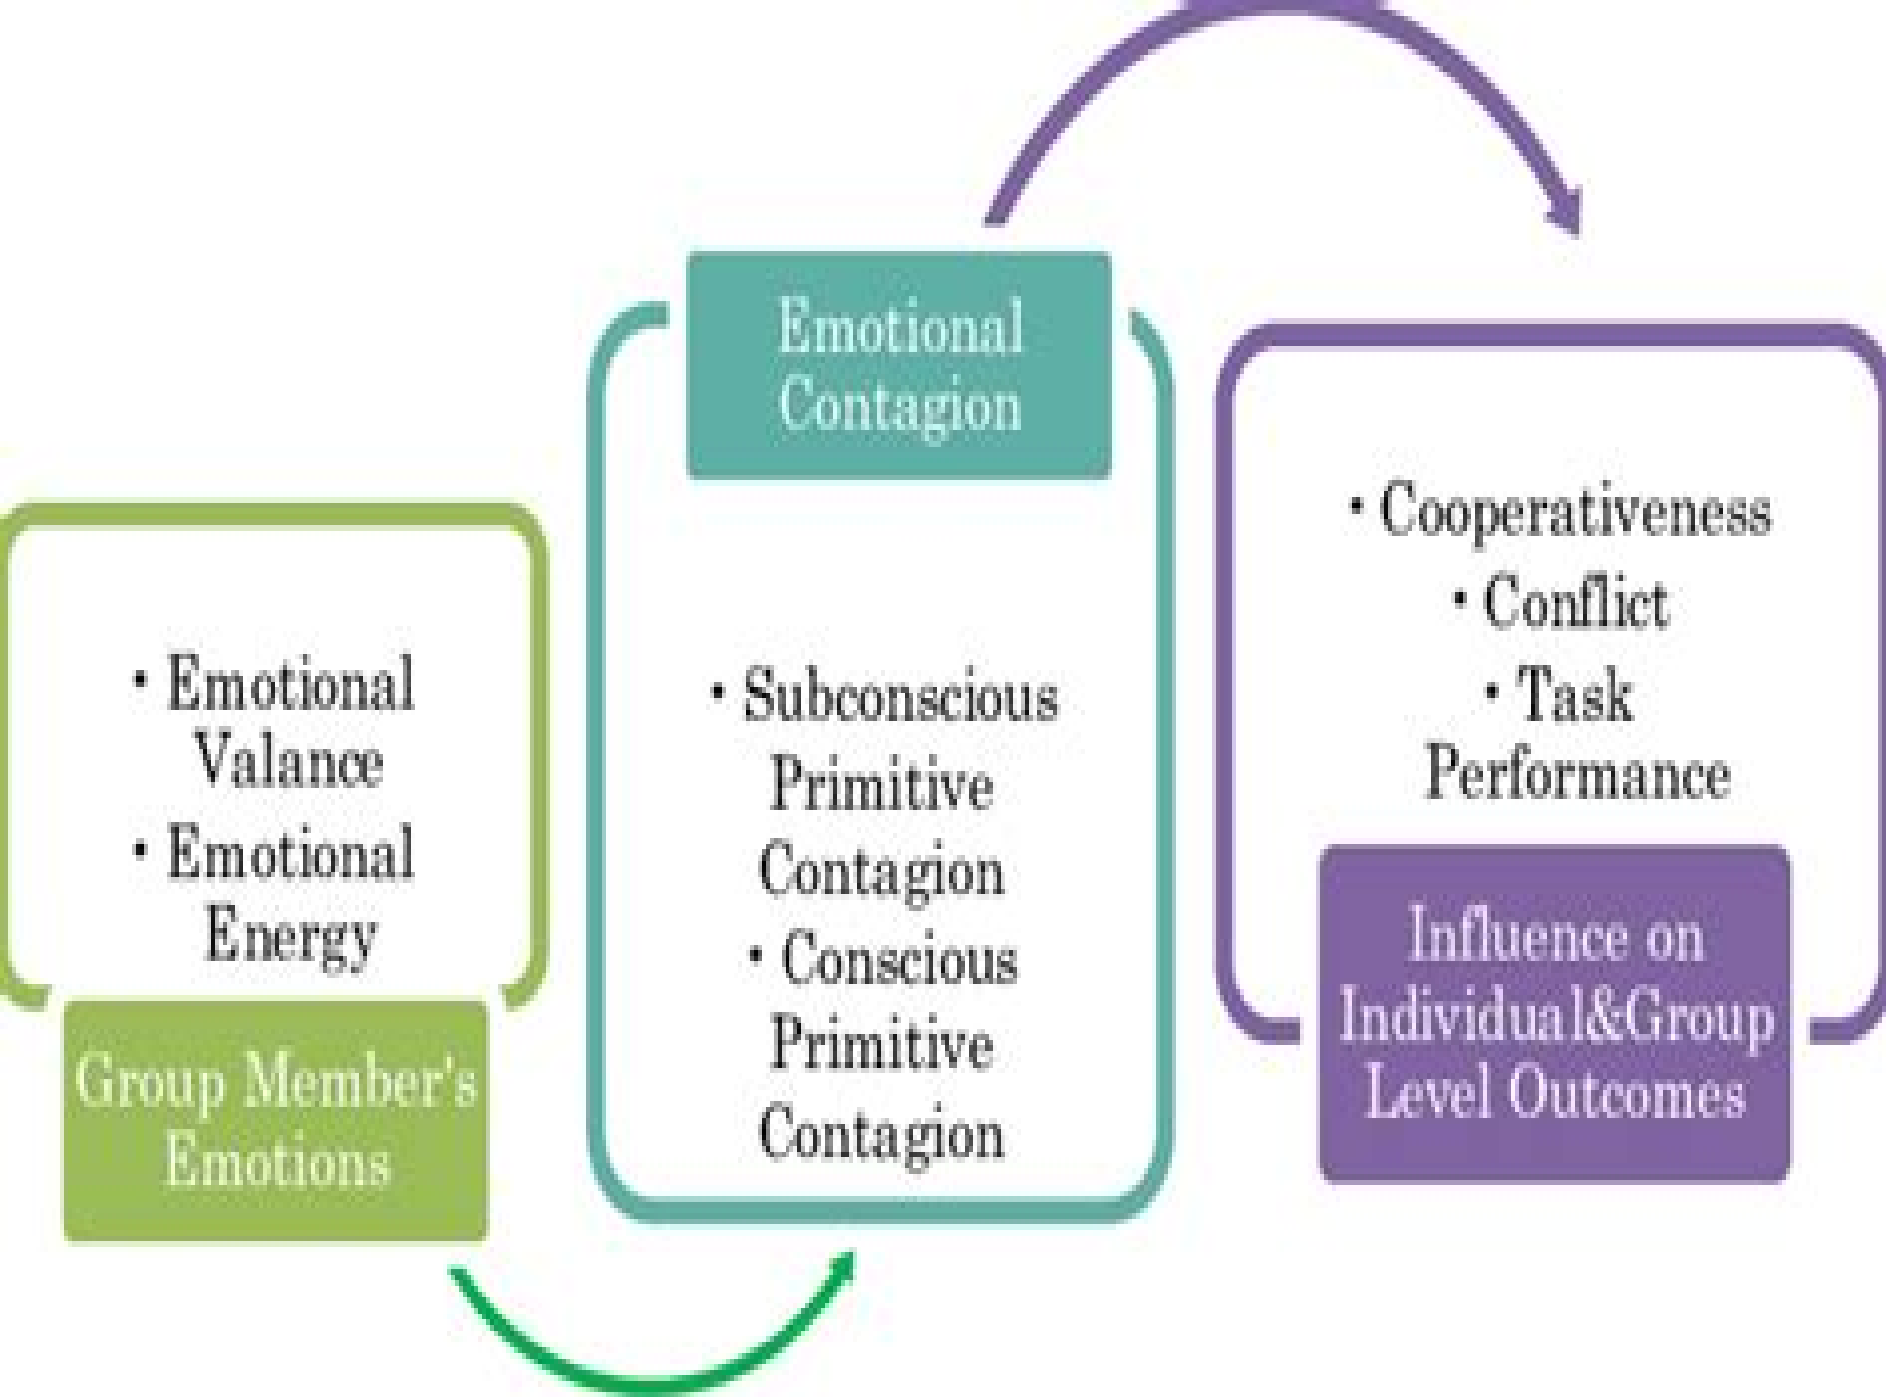 • Emotional
Valance
• Emotional
Energy
Group Member's
Emotions
Emotional
Contagion
• Subconscious
Primitive
Contagion
• Conscious
Primitive
Contagion
• Cooperativeness
• Conflict
• Task
Performance
Influence on
Individual&Group
Level Outcomes